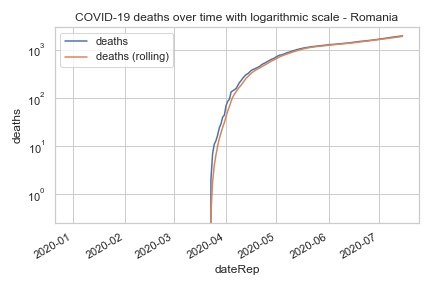 COVID-19 deaths over time with logarithmic scale - Romania
deaths
deaths (rolling)
10³
10²
10¹
10⁰
deaths
2020-01
2020-02
2020-03
2020-04
2020-05
2020-06
2020-07
dateRep